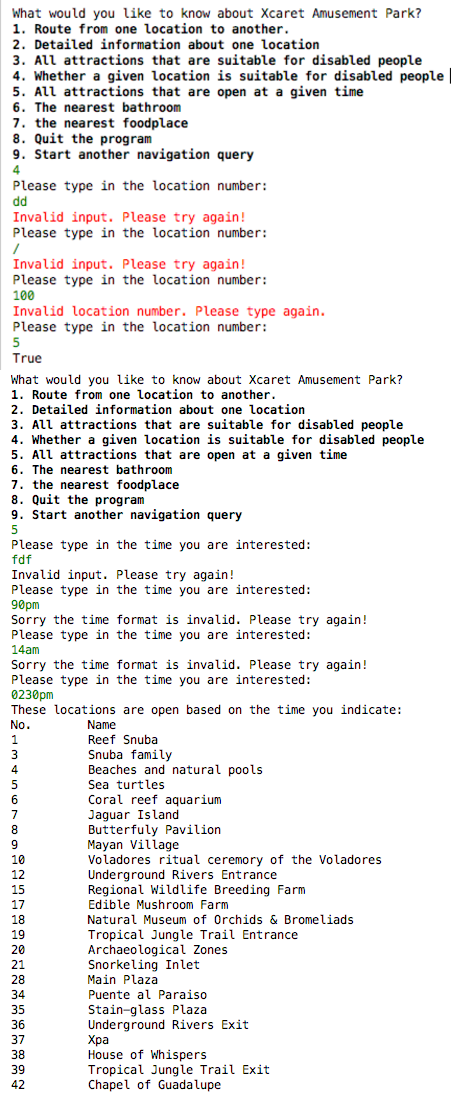 What would you like to know about Xcaret Amusement Park?
1. Route from one location to another.
2. Detailed information about one location
3. All attractions that are suitable for disabled people
4. Whether a given location is suitable for disabled people
5. All attractions that are open at a given time
6. The nearest bathroom
7. the nearest foodplace
8. Quit the program
9. Start another navigation query
4
Please type in the location number:
dd
Invalid input. Please try again!
Please type in the location number:
/
Invalid input. Please try again!
Please type in the location number:
100
Invalid location number. Please type again.
Please type in the location number:
5
True
What would you like to know about Xcaret Amusement Park?
1. Route from one location to another.
2. Detailed information about one location
3. All attractions that are suitable for disabled people
4. Whether a given location is suitable for disabled people
5. All attractions that are open at a given time
6. The nearest bathroom
7. the nearest foodplace
8. Quit the program
9. Start another navigation query
5
Please type in the time you are interested:
fdf
Invalid input. Please try again!
Please type in the time you are interested:
90pm
Sorry the time format is invalid. Please try again!
Please type in the time you are interested:
14am
Sorry the time format is invalid. Please try again!
Please type in the time you are interested:
0230pm
These locations are open based on the time you indicate:
No. Name
1 Reef Snuba
3 Snuba family
4 Beaches and natural pools
5 Sea turtles
6 Coral reef aquarium
7 Jaguar Island
8 Butterfuly Pavilion
9 Mayan Village
10 Voladores ritual ceremony of the Voladores
12 Underground Rivers Entrance
15 Regional Wildlife Breeding Farm
17 Edible Mushroom Farm
18 Natural Museum of Orchids & Bromeliads
19 Tropical Jungle Trail Entrance
20 Archaeological Zones
21 Snorkeling Inlet
28 Main Plaza
34 Puente al Paraiso
35 Stain-glass Plaza
36 Underground Rivers Exit
37 Xpa
38 House of Whispers
39 Tropical Jungle Trail Exit
42 Chapel of Guadalupe